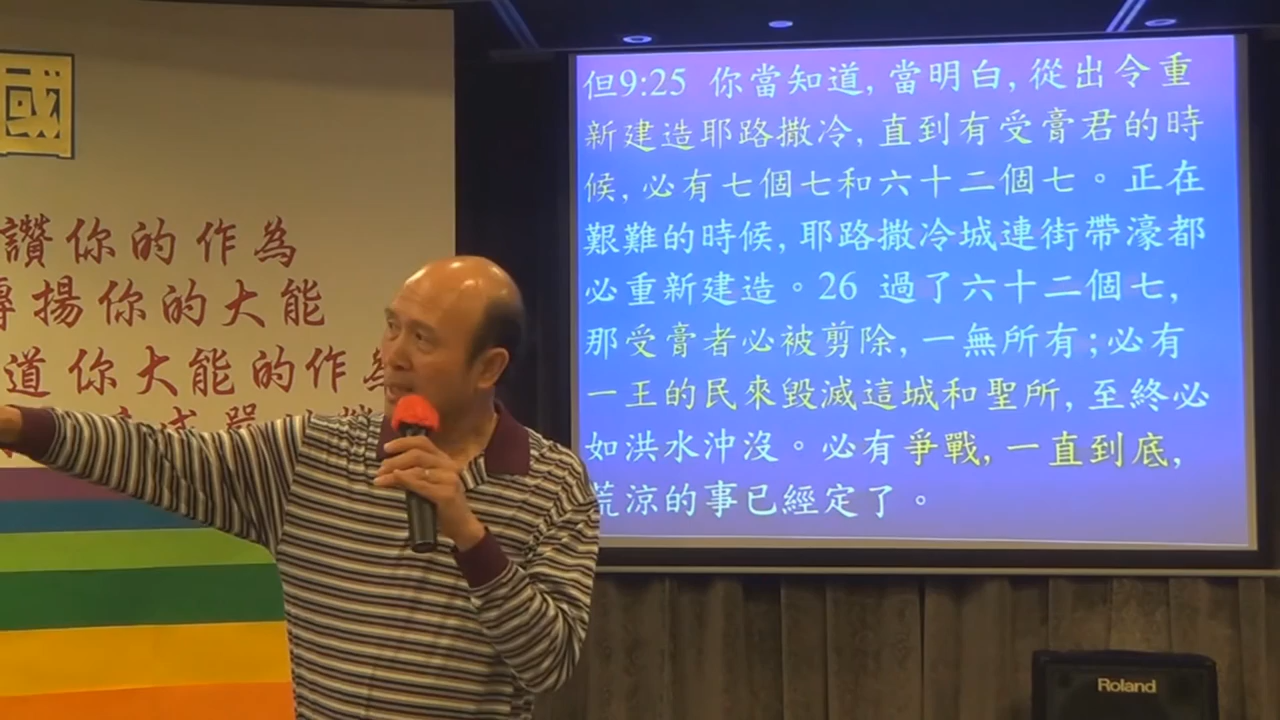 國
讚你的作為
揚你的大能
道你大能的作為
但9:25 你當知道, 當明白, 從出令重
新建造耶路撒冷, 直到有受膏君的時
候, 必有七個七和六十二個七。正在
艱難的時候, 耶路撒冷城連街帶濠都
必重新建造。26 過了六十二個七,
那受膏者必被剪除, 一無所有; 必有
一王的民來毀滅這城和聖所, 至終必
如洪水沖沒。必有爭戰, 一直到底,
荒涼的事已經定了。
Roland